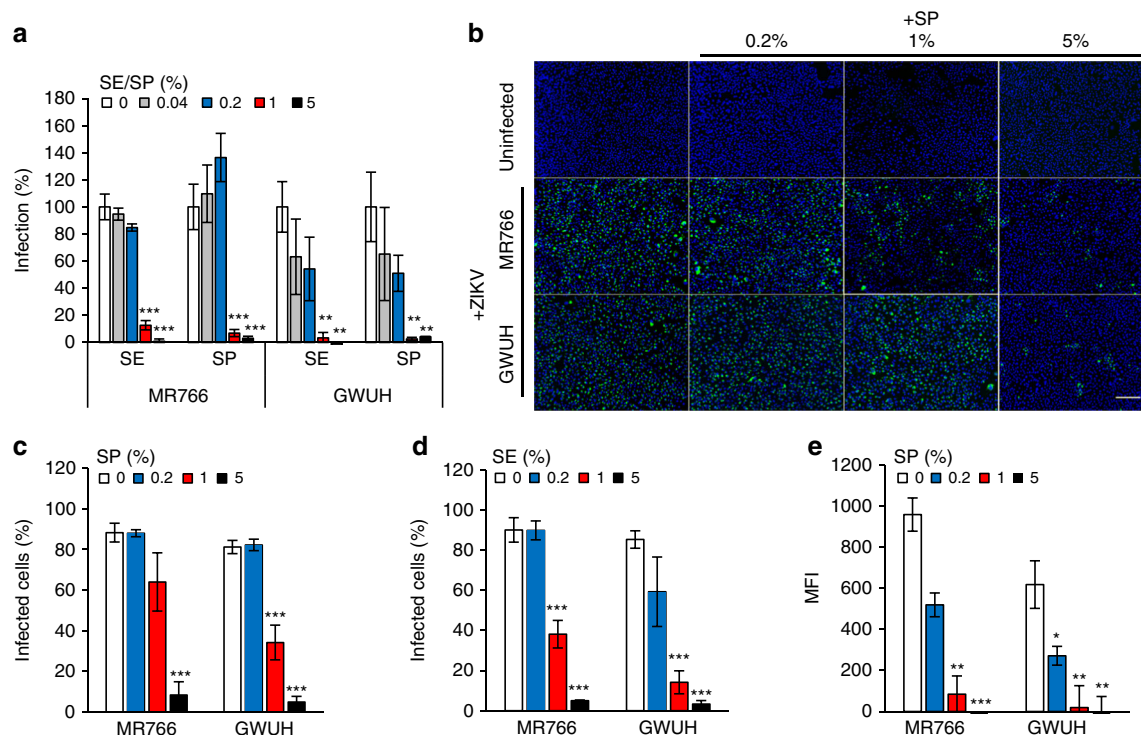 a
SE/SP (%)
0 0.04 0.2 1 5
Infection (%)
180
160
140
120
100
80
60
40
20
0
*** *** *** *** ** ** ** **
SE SP SE SP
MR766 GWUH
b
+SP
0.2% 1% 5%
Uninfected
+ZIKV
MR766
GWUH
c
SP (%)
0 0.2 1 5
Infected cells (%)
120
100
80
60
40
20
0
*** *** ***
MR766 GWUH
d
SE (%)
0 0.2 1 5
Infected cells (%)
120
100
80
60
40
20
0
*** *** *** ***
MR766 GWUH
e
SP (%)
0 0.2 1 5
MFI
1200
1000
800
600
400
200
0
** *** * ** **
MR766 GWUH